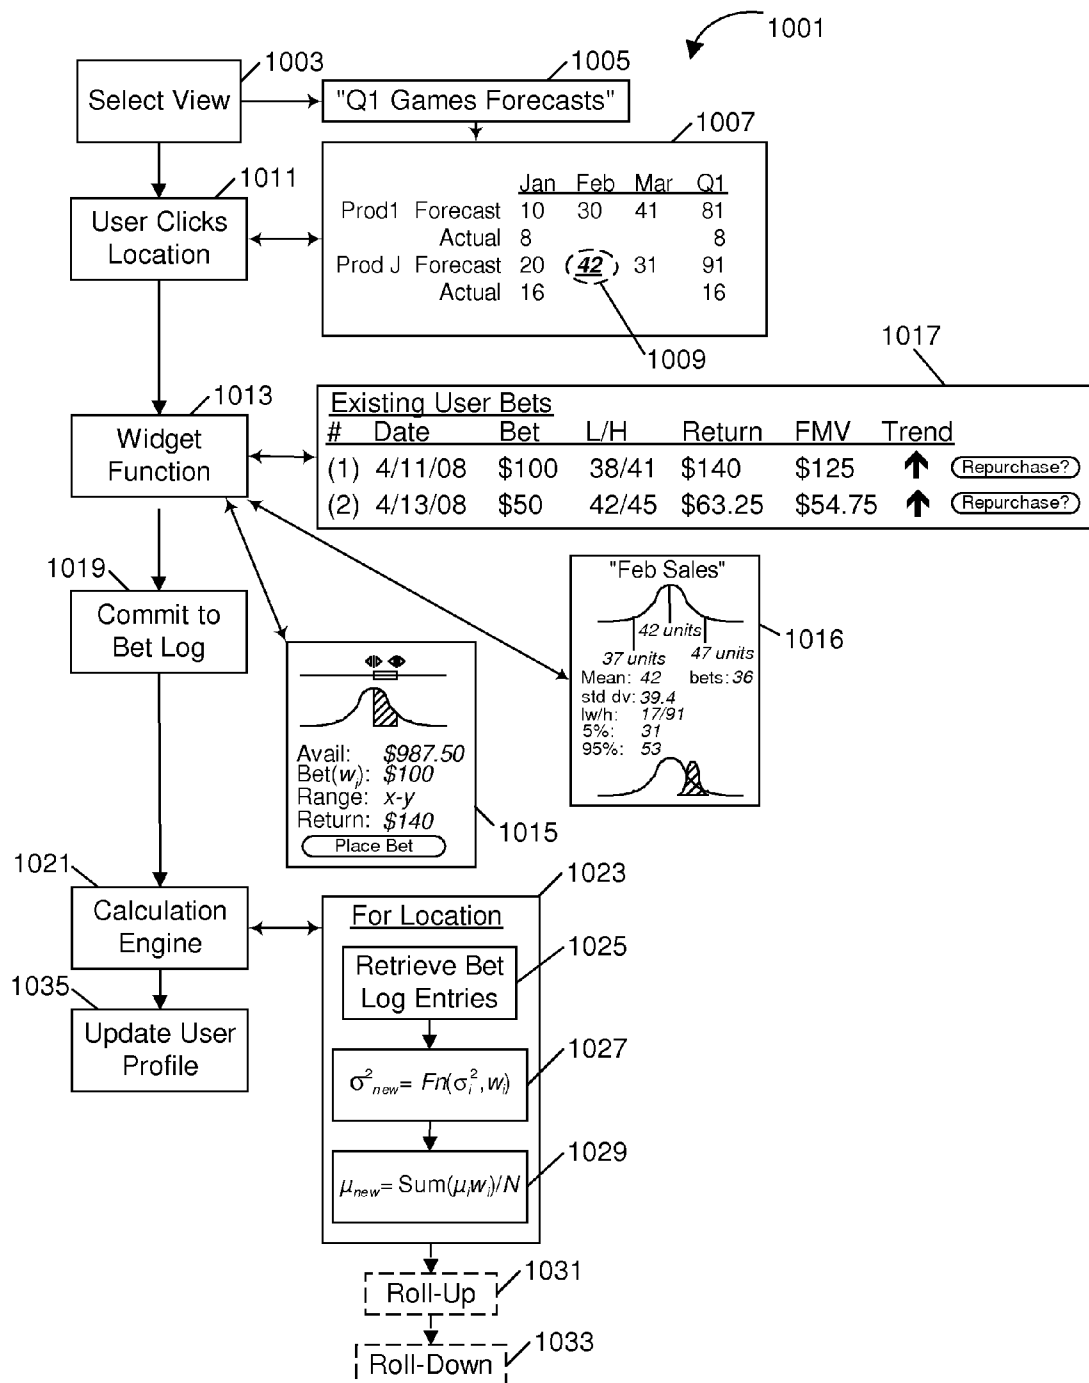 1001
1003
1005
Select View
"Q1 Games Forecasts"
1007
1011
Jan Feb Mar Q1
User Clicks
Location
Prod1 Forecast 10 30 41 81
Actual 8 8
Prod J Forecast 20 42 31 91
Actual 16 16
1009
1017
1013
Widget
Function
Existing User Bets
# Date Bet L/H Return FMV Trend
(1) 4/11/08 $100 38/41 $140 $125 Repurchase?
(2) 4/13/08 $50 42/45 $63.25 $54.75 Repurchase?
1019
Commit to
Bet Log
"Feb Sales"
42 units
37 units 47 units
Mean: 42 bets: 36
std dv: 39.4
lw/h: 17/91
5%: 31
95%: 53
1016
Avail: $987.50
Bet(wi): $100
Range: x-y
Return: $140
Place Bet
1015
1021
Calculation
Engine
1023
For Location
1025
Retrieve Bet
Log Entries
1035
Update User
Profile
1027
σ²new= Fn(σi²,wi)
1029
μnew= Sum(μiwi)/N
1031
Roll-Up
1033
Roll-Down